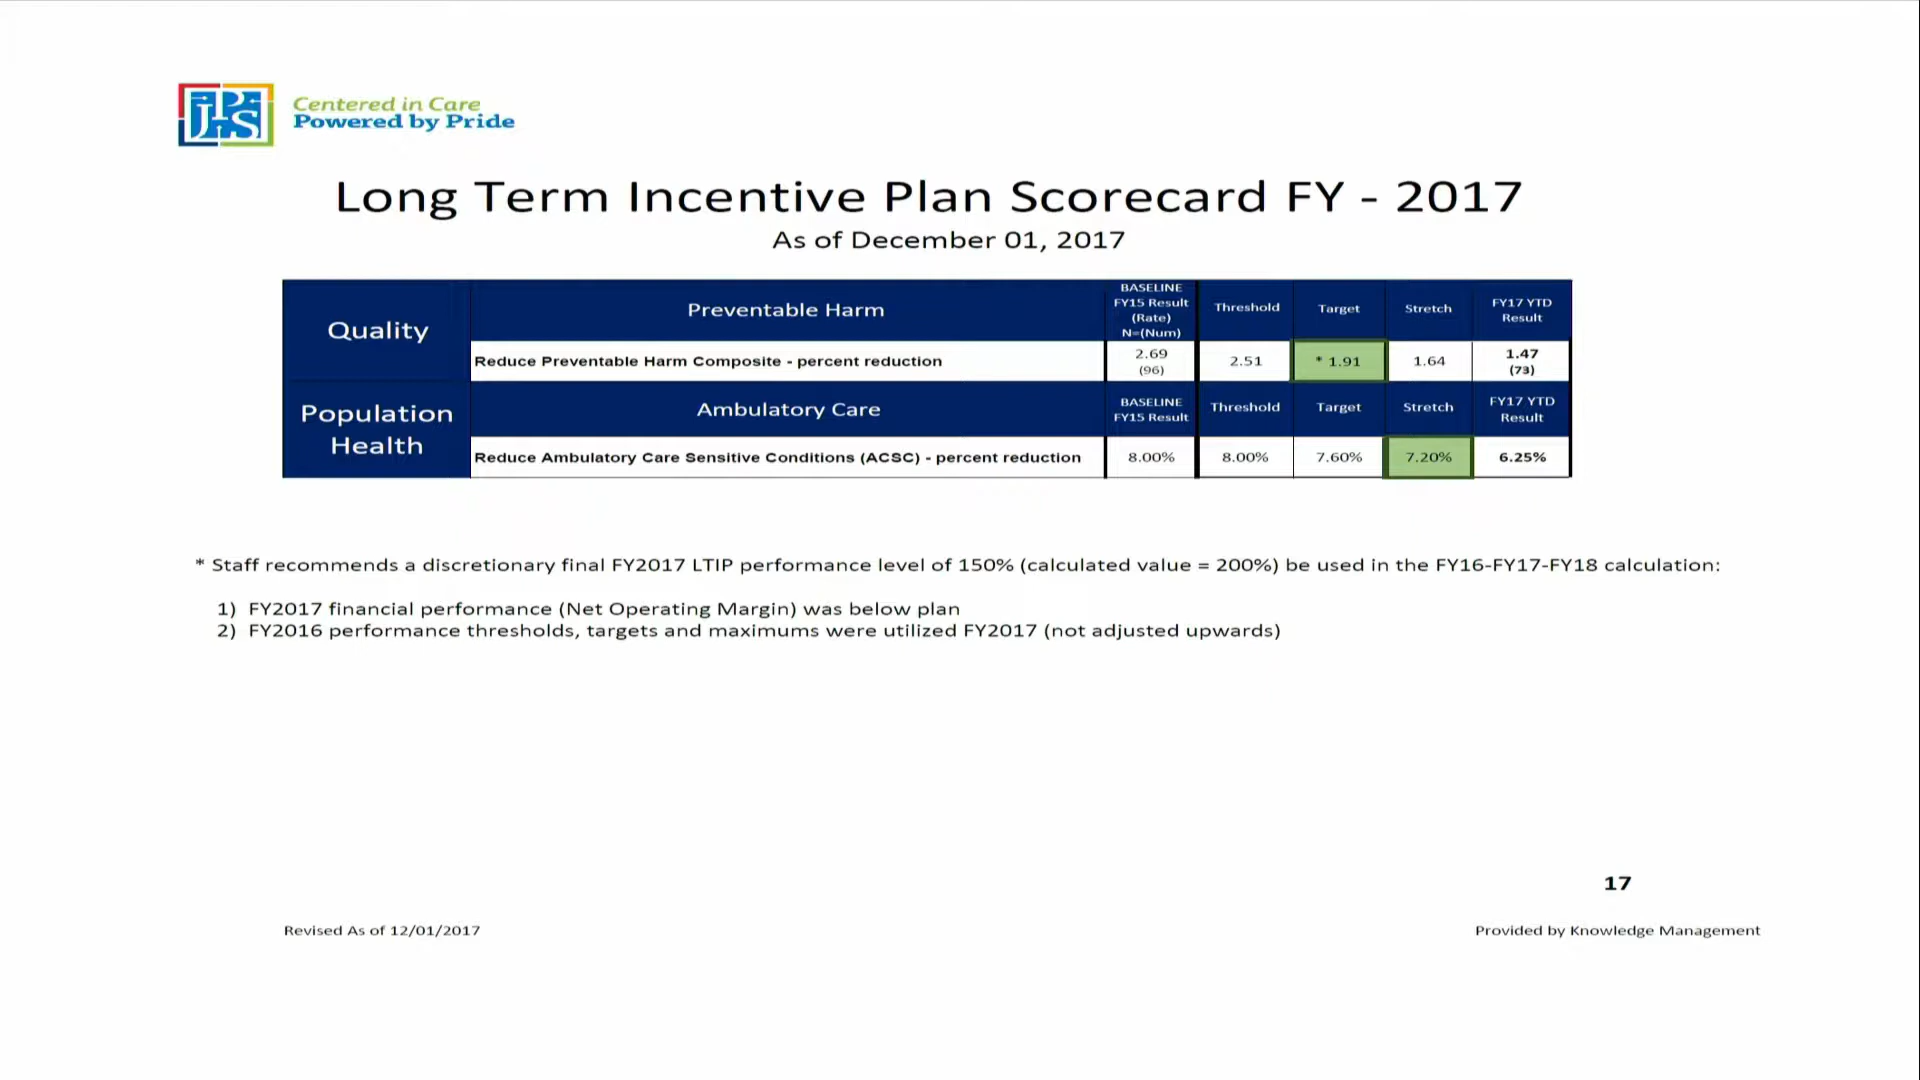 JPS
Centered in Care
Powered by Pride
Long Term Incentive Plan Scorecard FY - 2017
As of December 01, 2017
Quality
Preventable Harm
BASELINE
FY15 Result
(Rate)
N=(Num)
Threshold
Target
Stretch
FY17 YTD
Result
Reduce Preventable Harm Composite - percent reduction
2.69
(96)
2.51
* 1.91
1.64
1.47
(73)
Population
Health
Ambulatory Care
BASELINE
FY15 Result
Threshold
Target
Stretch
FY17 YTD
Result
Reduce Ambulatory Care Sensitive Conditions (ACSC) - percent reduction
8.00%
8.00%
7.60%
7.20%
6.25%
* Staff recommends a discretionary final FY2017 LTIP performance level of 150% (calculated value = 200%) be used in the FY16-FY17-FY18 calculation:
1) FY2017 financial performance (Net Operating Margin) was below plan
2) FY2016 performance thresholds, targets and maximums were utilized FY2017 (not adjusted upwards)
17
Revised As of 12/01/2017
Provided by Knowledge Management